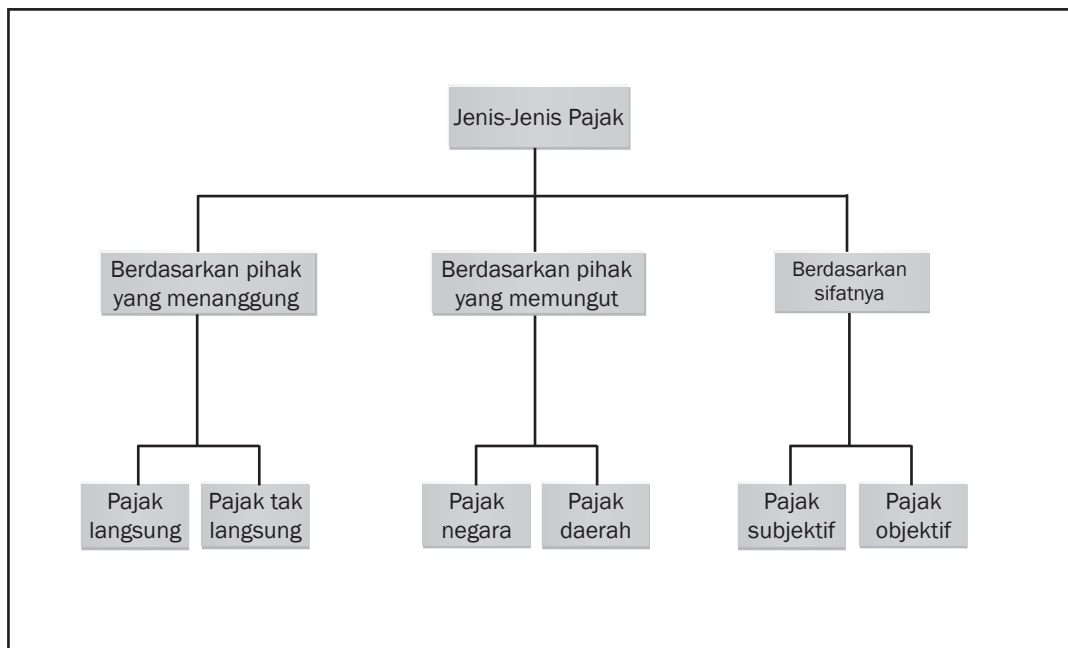 Jenis-Jenis Pajak
Berdasarkan pihak
yang menanggung
Berdasarkan pihak
yang memungut
Berdasarkan
sifatnya
Pajak
langsung
Pajak tak
langsung
Pajak
negara
Pajak
daerah
Pajak
subjektif
Pajak
objektif